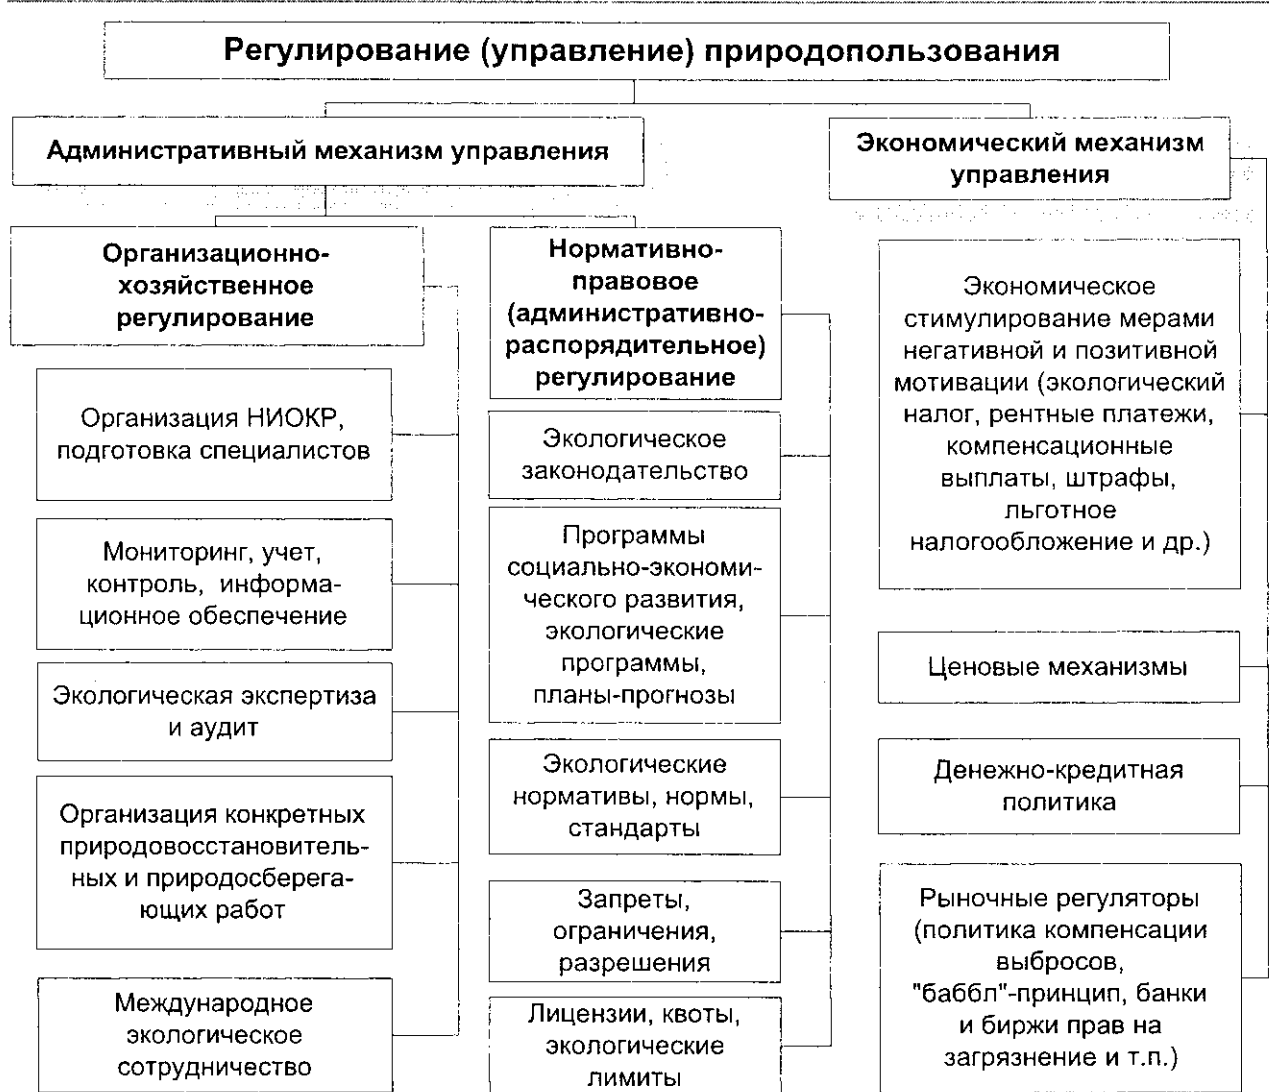 Регулирование (управление) природопользования
Административный механизм управления
Экономический механизм
управления
Организационно-
хозяйственное
регулирование
Организация НИОКР,
подготовка специалистов
Мониторинг, учет,
контроль, информа-
ционное обеспечение
Экологическая экспертиза
и аудит
Организация конкретных
природовосстановитель-
ных и природосберега-
ющих работ
Международное
экологическое
сотрудничество
Нормативно-
правовое
(административно-
распорядительное)
регулирование
Экологическое
законодательство
Программы
социально-экономи-
ческого развития,
экологические
программы,
планы-прогнозы
Экологические
нормативы, нормы,
стандарты
Запреты,
ограничения,
разрешения
Лицензии, квоты,
экологические
лимиты
Экономическое
стимулирование мерами
негативной и позитивной
мотивации (экологический
налог, рентные платежи,
компенсационные
выплаты, штрафы,
льготное
налогообложение и др.)
Ценовые механизмы
Денежно-кредитная
политика
Рыночные регуляторы
(политика компенсации
выбросов,
"баббл"-принцип, банки
и биржи прав на
загрязнение и т.п.)